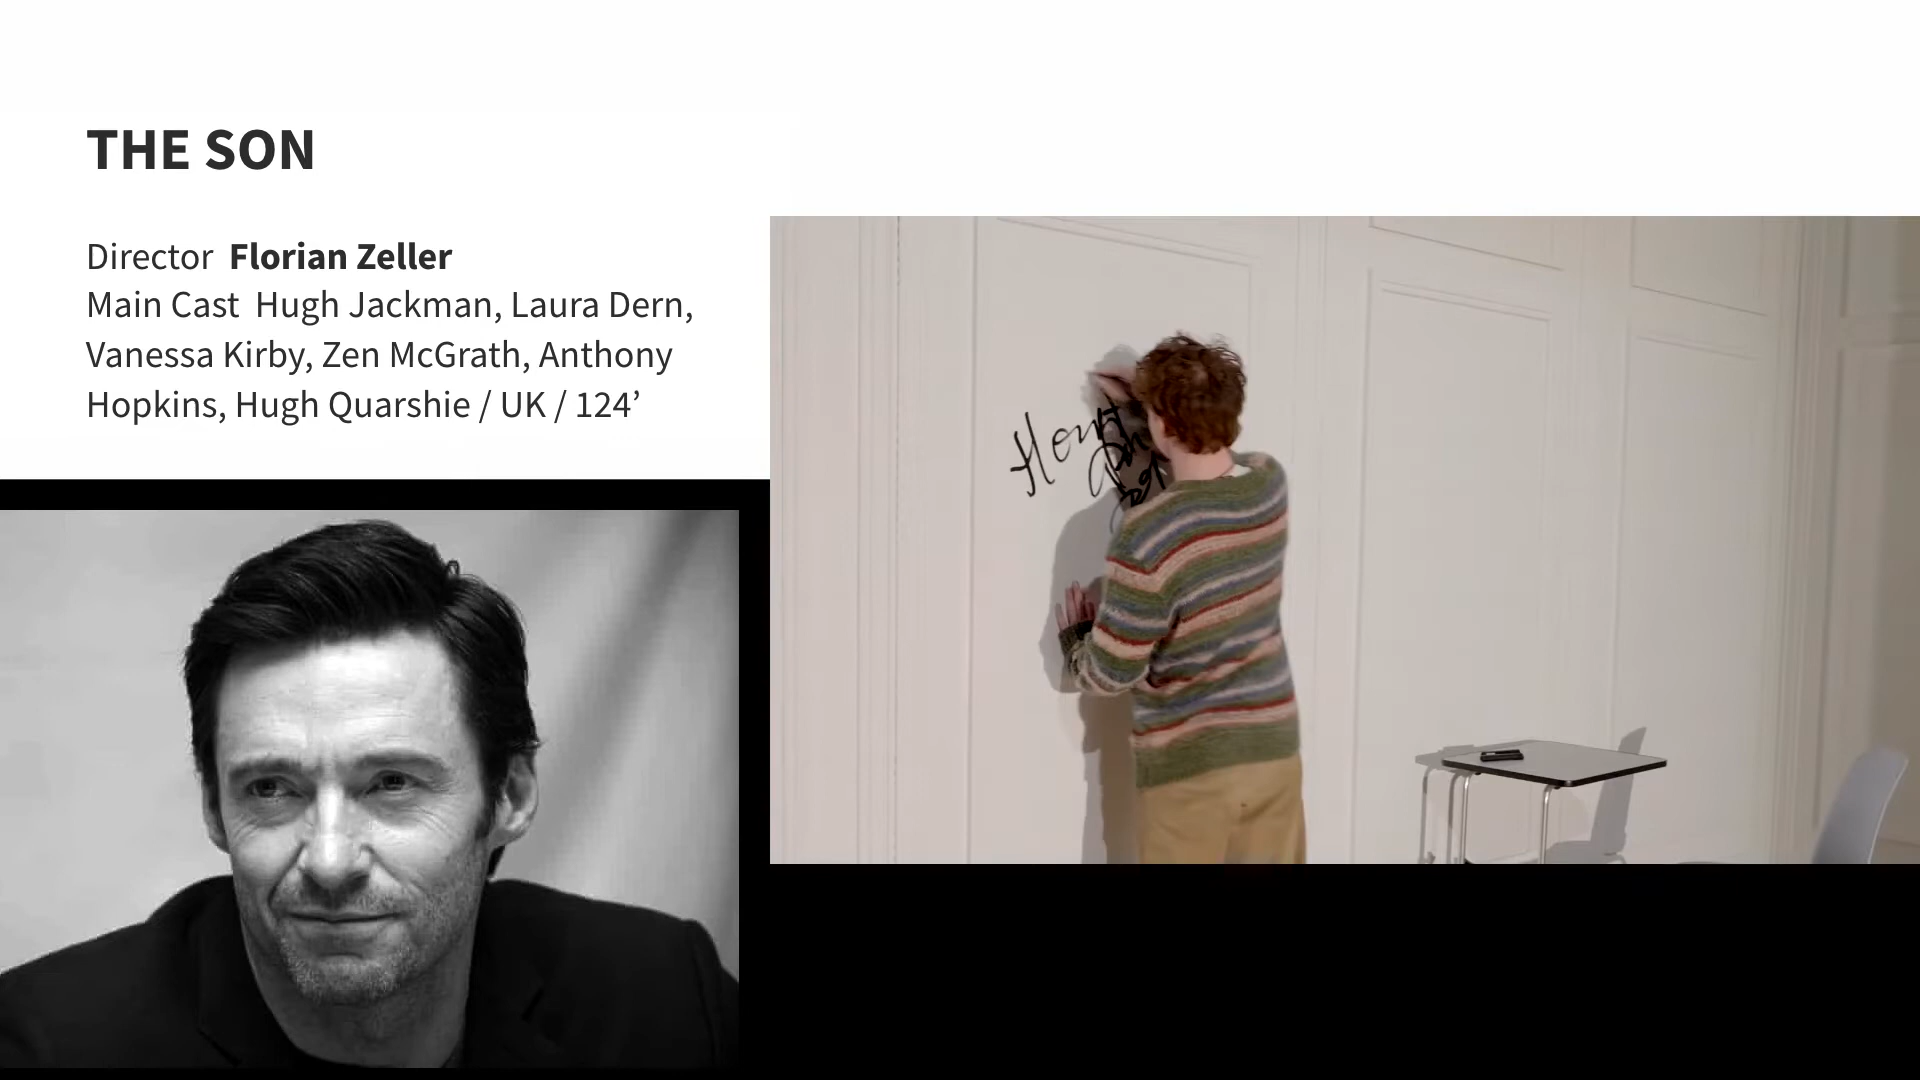 THE SON
Director Florian Zeller
Main Cast Hugh Jackman, Laura Dern,
Vanessa Kirby, Zen McGrath, Anthony
Hopkins, Hugh Quarshie / UK / 124’